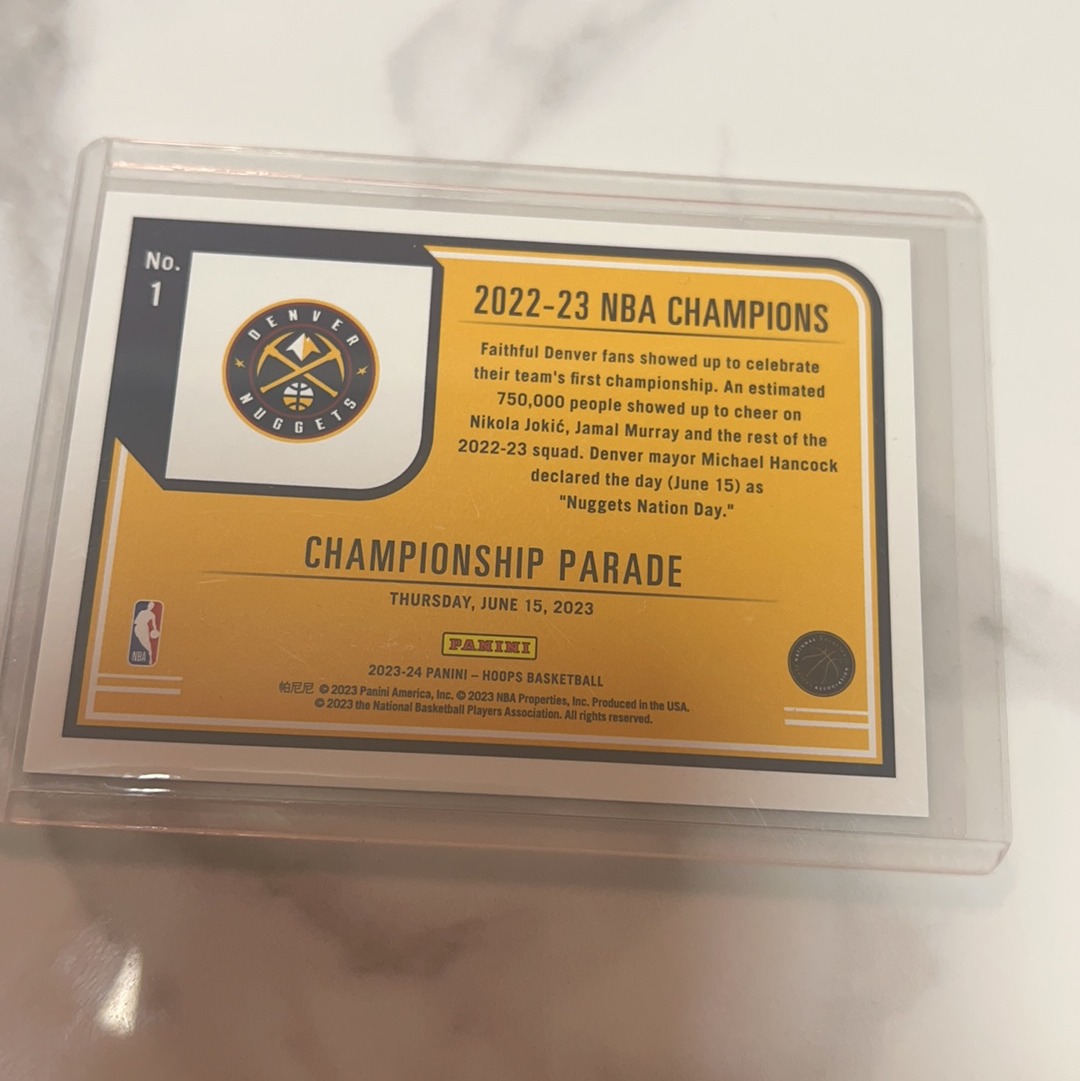 No.
1
DENVER
NUGGETS
2022-23 NBA CHAMPIONS
Faithful Denver fans showed up to celebrate
their team's first championship. An estimated
750,000 people showed up to cheer on
Nikola Jokić, Jamal Murray and the rest of the
2022-23 squad. Denver mayor Michael Hancock
declared the day (June 15) as
"Nuggets Nation Day."
CHAMPIONSHIP PARADE
THURSDAY, JUNE 15, 2023
NBA
PANINI
2023-24 PANINI – HOOPS BASKETBALL
帕尼尼 © 2023 Panini America, Inc. © 2023 NBA Properties, Inc. Produced in the USA.
© 2023 the National Basketball Players Association. All rights reserved.